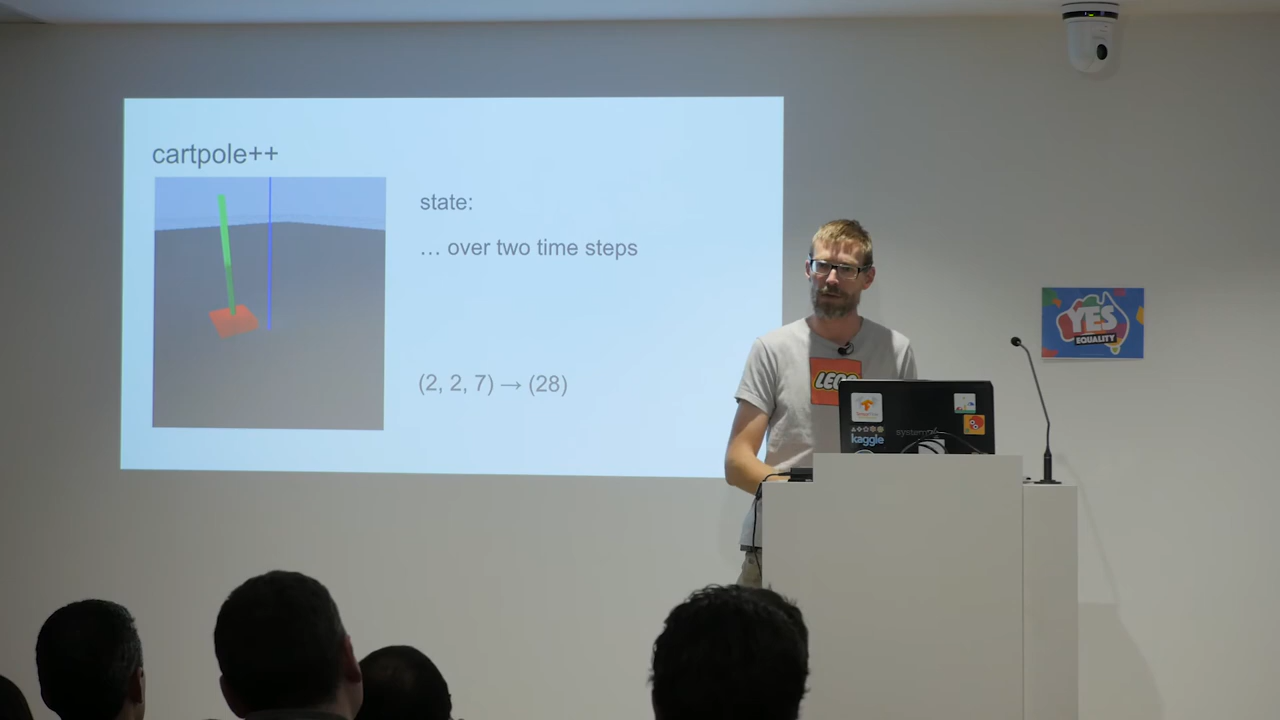 cartpole++
state:
… over two time steps
(2, 2, 7) → (28)
YES
EQUALITY
LEGO
kaggle